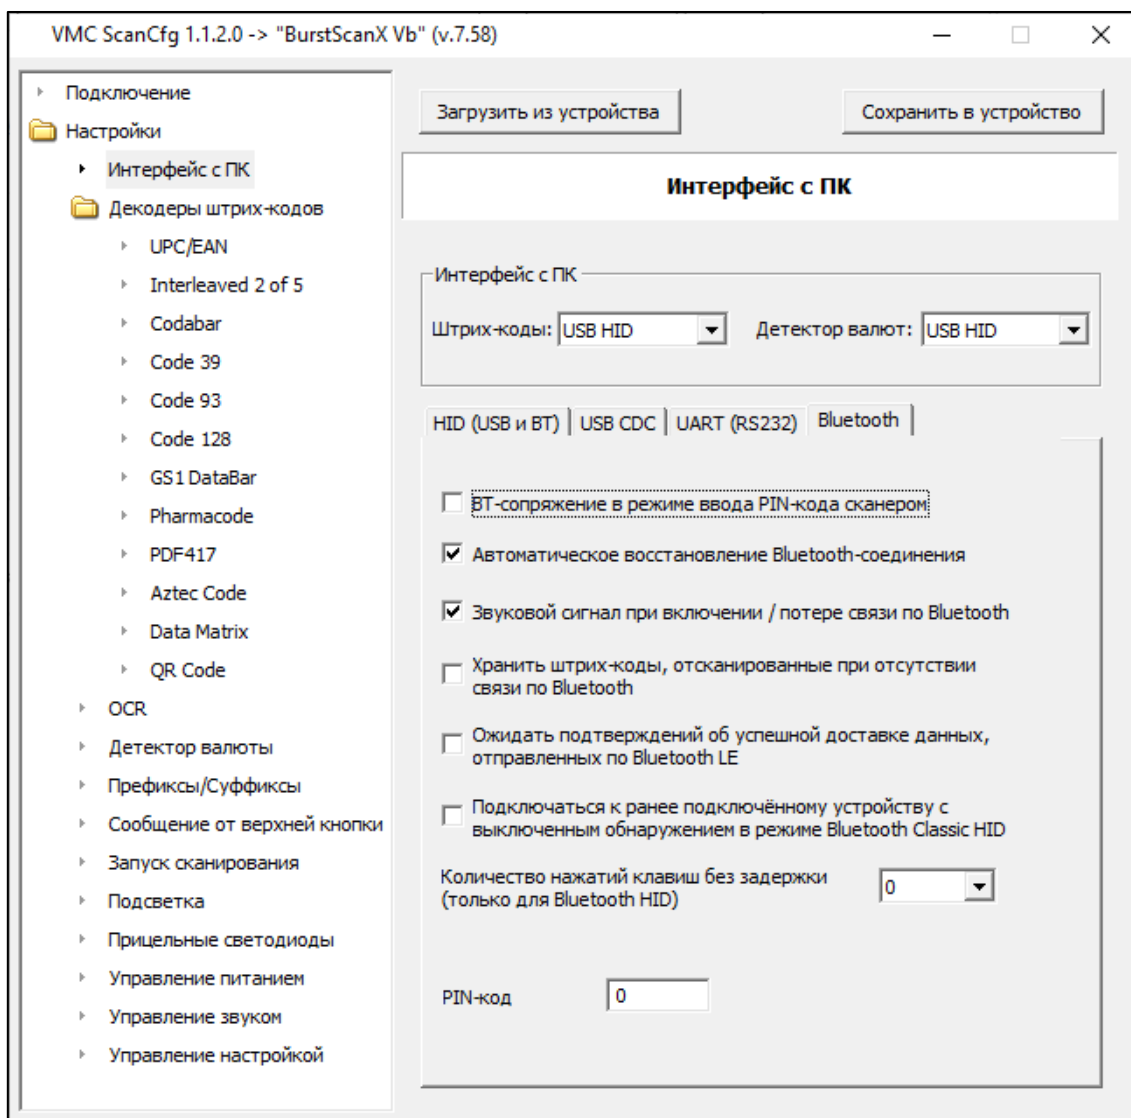 VMC ScanCfg 1.1.2.0 -> "BurstScanX Vb" (v.7.58)
Подключение
Настройки
Интерфейс с ПК
Декодеры штрих-кодов
UPC/EAN
Interleaved 2 of 5
Codabar
Code 39
Code 93
Code 128
GS1 DataBar
Pharmacode
PDF417
Aztec Code
Data Matrix
QR Code
OCR
Детектор валюты
Префиксы/Суффиксы
Сообщение от верхней кнопки
Запуск сканирования
Подсветка
Прицельные светодиоды
Управление питанием
Управление звуком
Управление настройкой
Загрузить из устройства
Сохранить в устройство
Интерфейс с ПК
Интерфейс с ПК
Штрих-коды: USB HID
Детектор валют: USB HID
HID (USB и BT) USB CDC UART (RS232) Bluetooth
BT-сопряжение в режиме ввода PIN-кода сканером
Автоматическое восстановление Bluetooth-соединения
Звуковой сигнал при включении / потере связи по Bluetooth
Хранить штрих-коды, отсканированные при отсутствии
связи по Bluetooth
Ожидать подтверждений об успешной доставке данных,
отправленных по Bluetooth LE
Подключаться к ранее подключённому устройству с
выключенным обнаружением в режиме Bluetooth Classic HID
Количество нажатий клавиш без задержки
(только для Bluetooth HID)
0
PIN-код
0